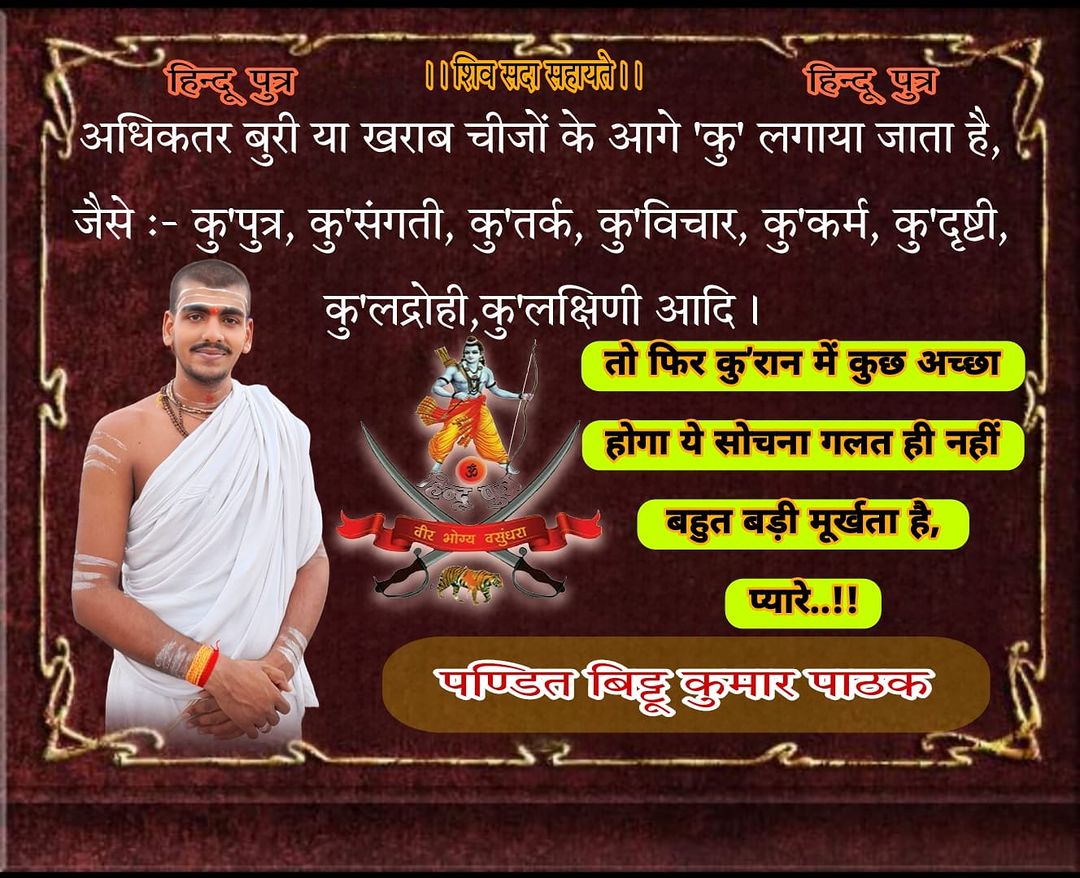 हिन्दू पुत्र
।।शिव सदा सहायते।।
हिन्दू पुत्र
अधिकतर बुरी या खराब चीजों के आगे 'कु' लगाया जाता है,
जैसे :- कु'पुत्र, कु'संगती, कु'तर्क, कु'विचार, कु'कर्म, कु'दृष्टी,
कु'लद्रोही,कु'लक्षिणी आदि ।
तो फिर कु'रान में कुछ अच्छा
होगा ये सोचना गलत ही नहीं
बहुत बड़ी मूर्खता है,
प्यारे..!!
ॐ
हिन्दू पुत्र
वीर भोग्य वसुंधरा
पण्डित बिट्टू कुमार पाठक